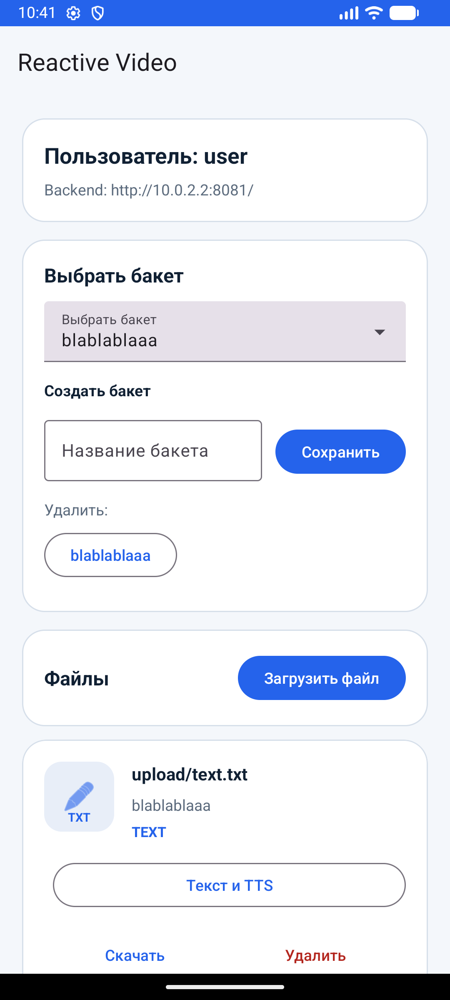 10:41
Reactive Video
Пользователь: user
Backend: http://10.0.2.2:8081/
Выбрать бакет
Выбрать бакет
blablablaaa
Создать бакет
Название бакета
Сохранить
Удалить:
blablablaaa
Файлы
Загрузить файл
upload/text.txt
blablablaaa
TXT
TEXT
Текст и TTS
Скачать
Удалить